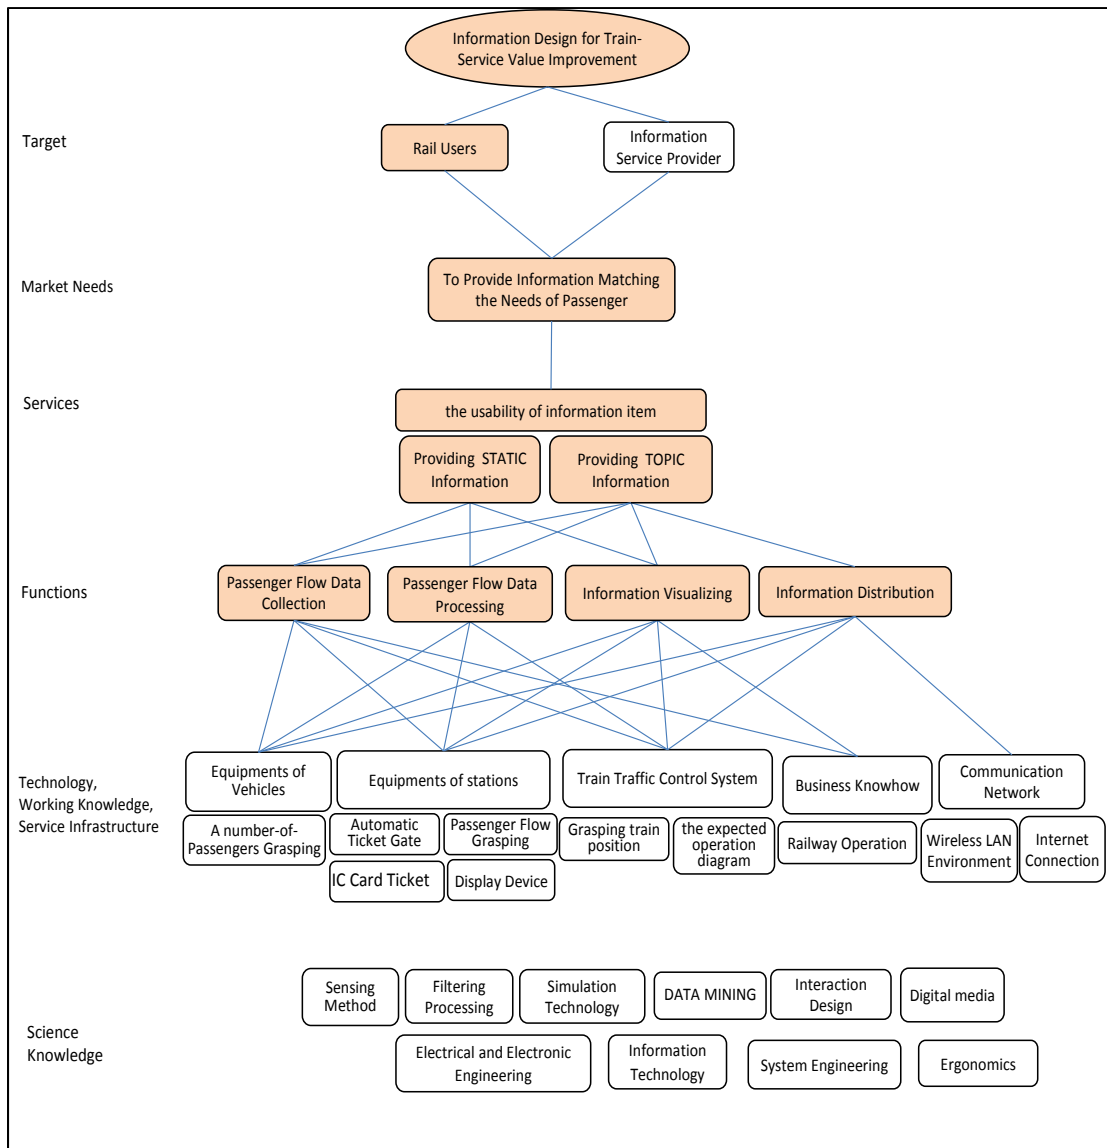 Information Design for Train-
Service Value Improvement
Target
Rail Users
Information
Service Provider
Market Needs
To Provide Information Matching
the Needs of Passenger
Services
the usability of information item
Providing STATIC
Information
Providing TOPIC
Information
Functions
Passenger Flow Data
Collection
Passenger Flow Data
Processing
Information Visualizing
Information Distribution
Technology,
Working Knowledge,
Service Infrastructure
Equipments of
Vehicles
Equipments of stations
Train Traffic Control System
Business Knowhow
Communication
Network
A number-of-
Passengers Grasping
Automatic
Ticket Gate
Passenger Flow
Grasping
Grasping train
position
the expected
operation
diagram
Railway Operation
Wireless LAN
Environment
Internet
Connection
IC Card Ticket
Display Device
Science
Knowledge
Sensing
Method
Filtering
Processing
Simulation
Technology
DATA MINING
Interaction
Design
Digital media
Electrical and Electronic
Engineering
Information
Technology
System Engineering
Ergonomics